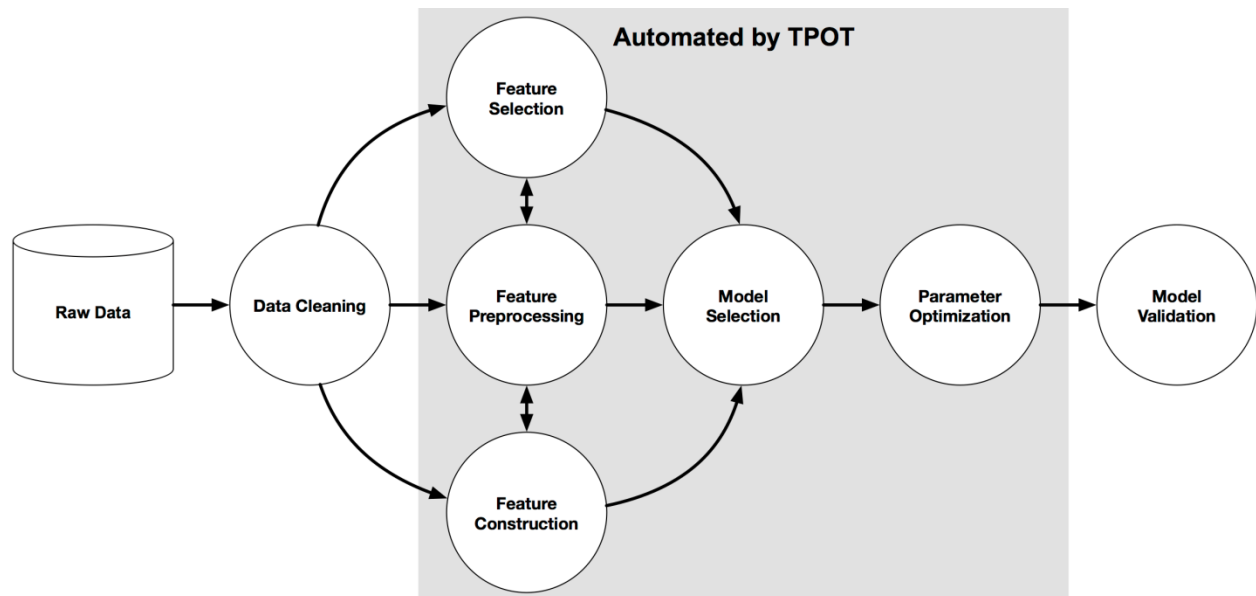 Automated by TPOT
Feature
Selection
Raw Data
Data Cleaning
Feature
Preprocessing
Model
Selection
Parameter
Optimization
Model
Validation
Feature
Construction